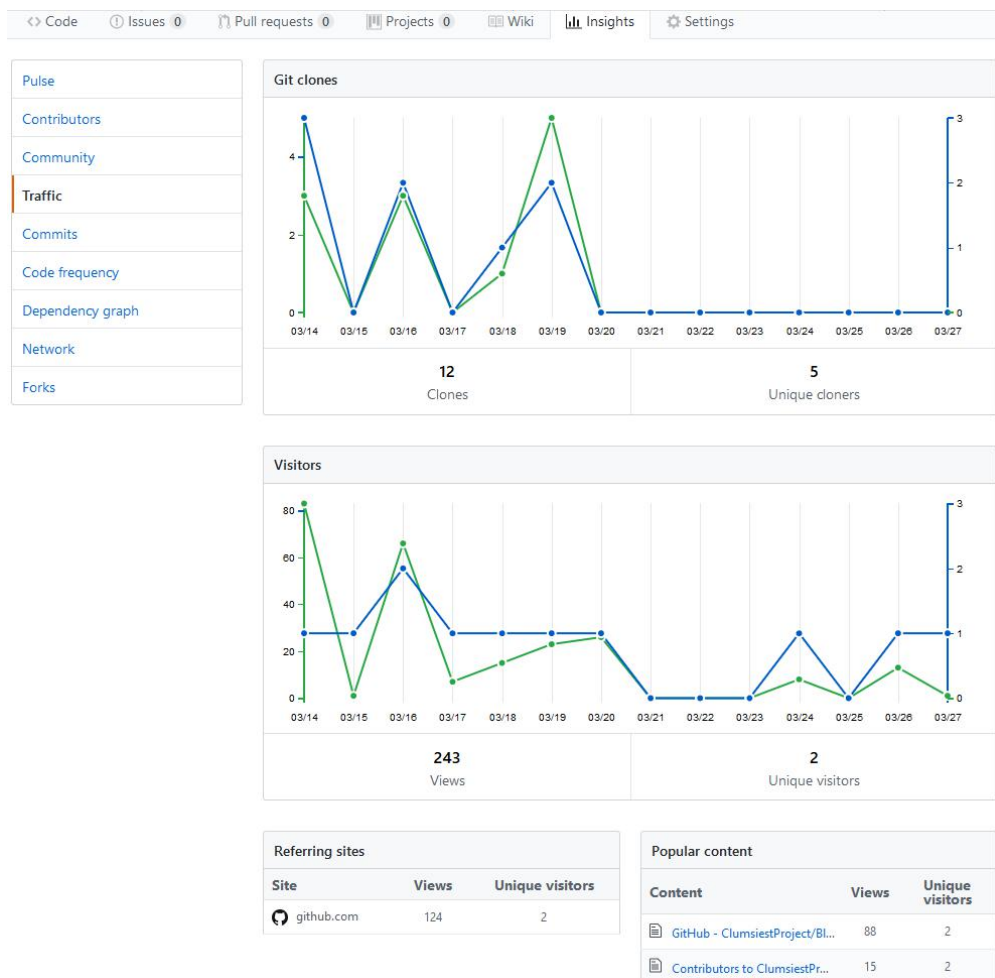 Code Issues 0 Pull requests 0 Projects 0 Wiki Insights Settings
Pulse
Contributors
Community
Traffic
Commits
Code frequency
Dependency graph
Network
Forks
Git clones
4
2
0
3
2
1
0
03/14 03/15 03/16 03/17 03/18 03/19 03/20 03/21 03/22 03/23 03/24 03/25 03/26 03/27
12 5
Clones Unique cloners
Visitors
80
60
40
20
0
3
2
1
0
03/14 03/15 03/16 03/17 03/18 03/19 03/20 03/21 03/22 03/23 03/24 03/25 03/26 03/27
243 2
Views Unique visitors
Referring sites
Site Views Unique visitors
github.com 124 2
Popular content
Content Views Unique visitors
GitHub - ClumsiestProject/Bl... 88 2
Contributors to ClumsiestPr... 15 2